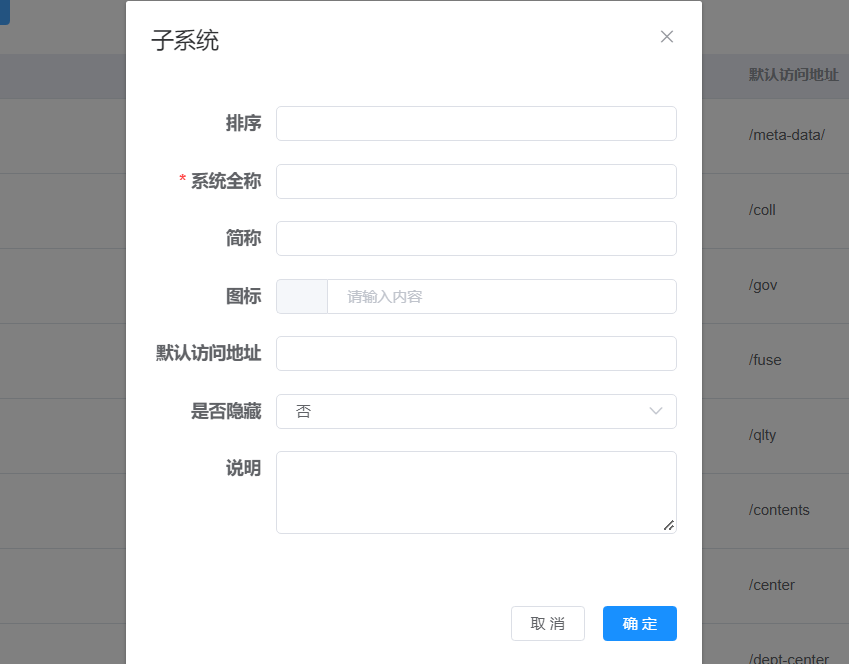 子系统
默认访问地址
排序
/meta-data/
* 系统全称
/coll
简称
/gov
图标
请输入内容
默认访问地址
/fuse
是否隐藏
否
/qlty
说明
/contents
/center
取 消
确 定
/dept-center